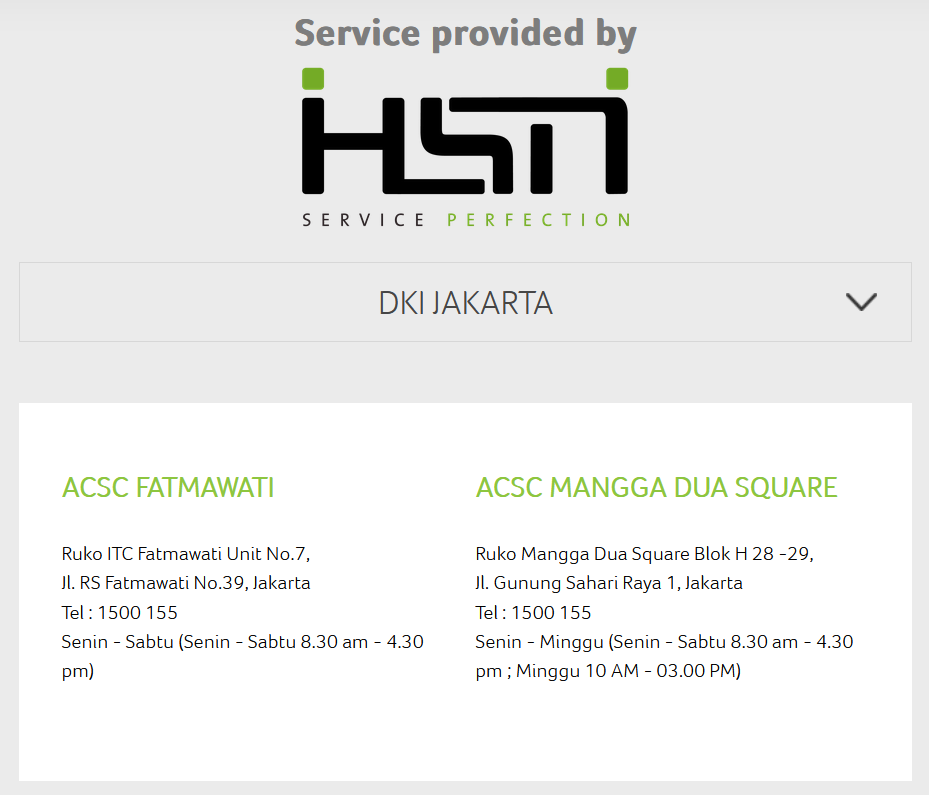 Service provided by
HSN
SERVICE PERFECTION
DKI JAKARTA
ACSC FATMAWATI
Ruko ITC Fatmawati Unit No.7,
Jl. RS Fatmawati No.39, Jakarta
Tel : 1500 155
Senin - Sabtu (Senin - Sabtu 8.30 am - 4.30
pm)
ACSC MANGGA DUA SQUARE
Ruko Mangga Dua Square Blok H 28 -29,
Jl. Gunung Sahari Raya 1, Jakarta
Tel : 1500 155
Senin - Minggu (Senin - Sabtu 8.30 am - 4.30
pm ; Minggu 10 AM - 03.00 PM)